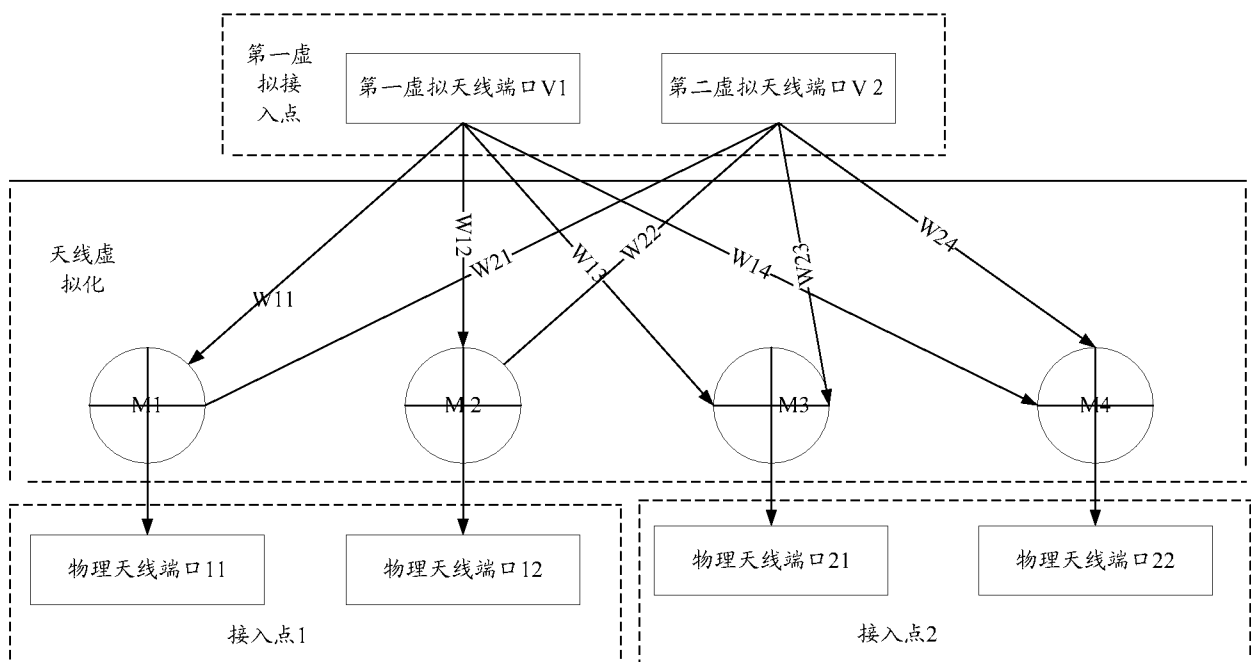 第一虚
拟接
入点
第一虚拟天线端口V1
第二虚拟天线端口V 2
天线虚
拟化
W11
W12
W21
W13
W22
W14
W23
W24
M1
M 2
M3
M4
物理天线端口11
物理天线端口12
物理天线端口21
物理天线端口22
接入点1
接入点2